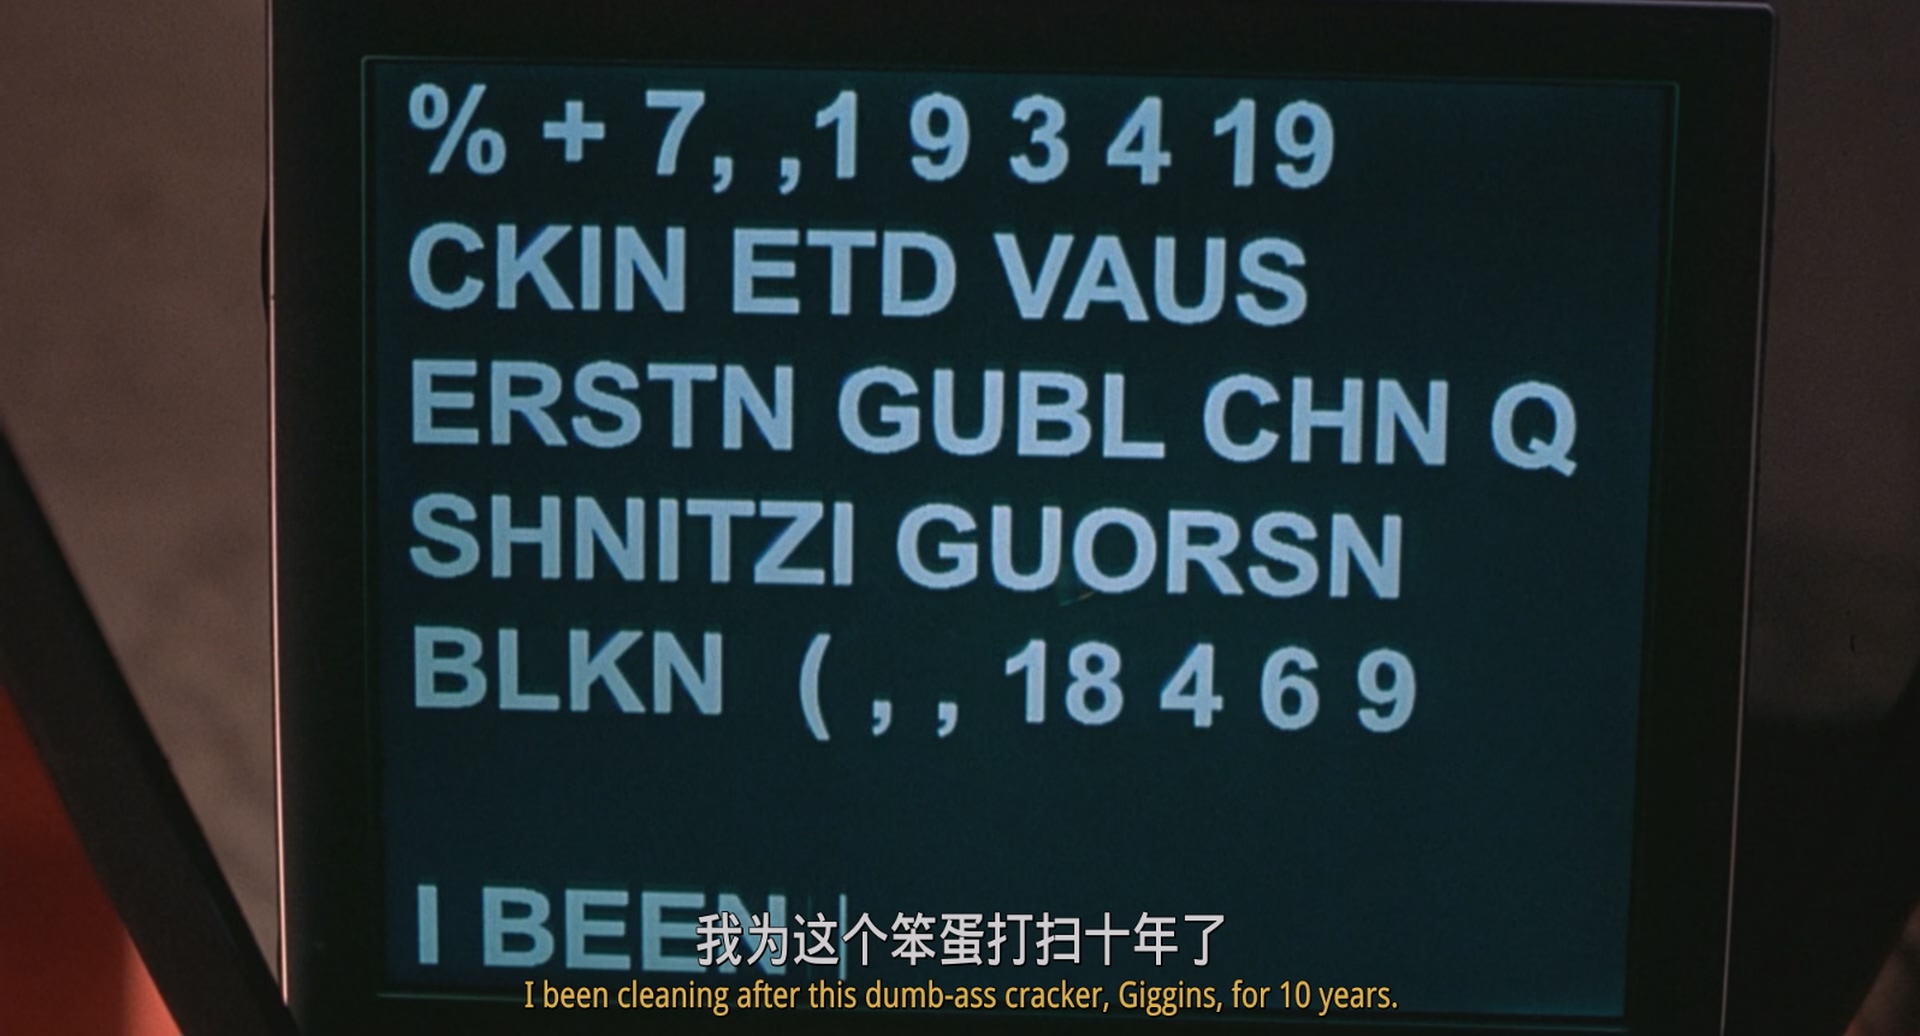 % + 7, ,1 9 3 4 19
CKIN ETD VAUS
ERSTN GUBL CHN Q
SHNITZI GUORSN
BLKN ( , , 18 4 6 9
I BEEN
我为这个笨蛋打扫十年了
I been cleaning after this dumb-ass cracker, Giggins, for 10 years.